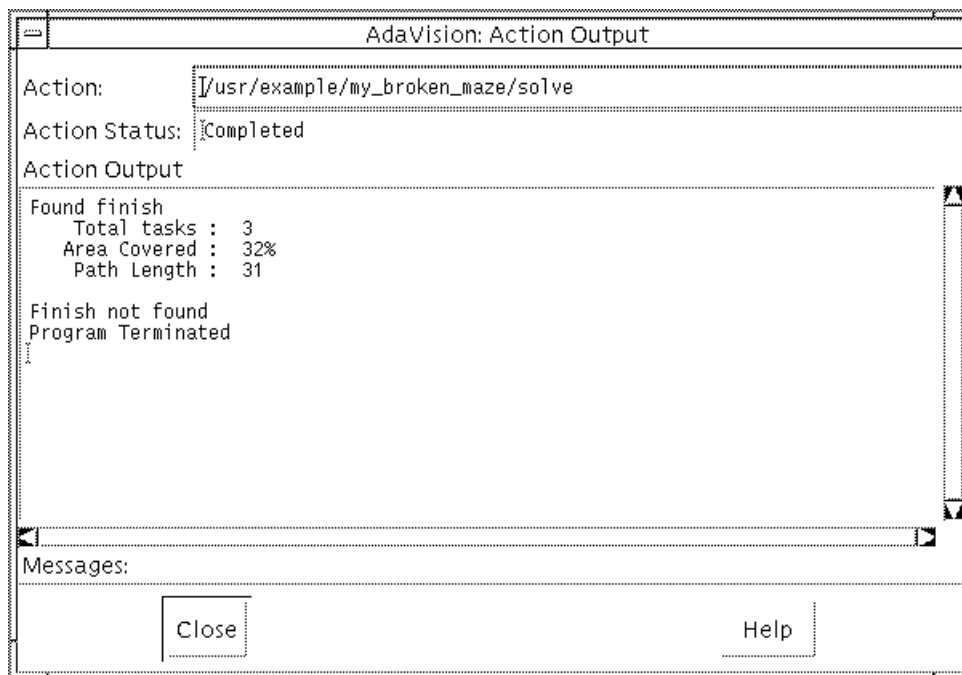 AdaVision: Action Output
Action: /usr/example/my_broken_maze/solve
Action Status: Completed
Action Output
Found finish
Total tasks : 3
Area Covered : 32%
Path Length : 31
Finish not found
Program Terminated
Messages:
Close Help